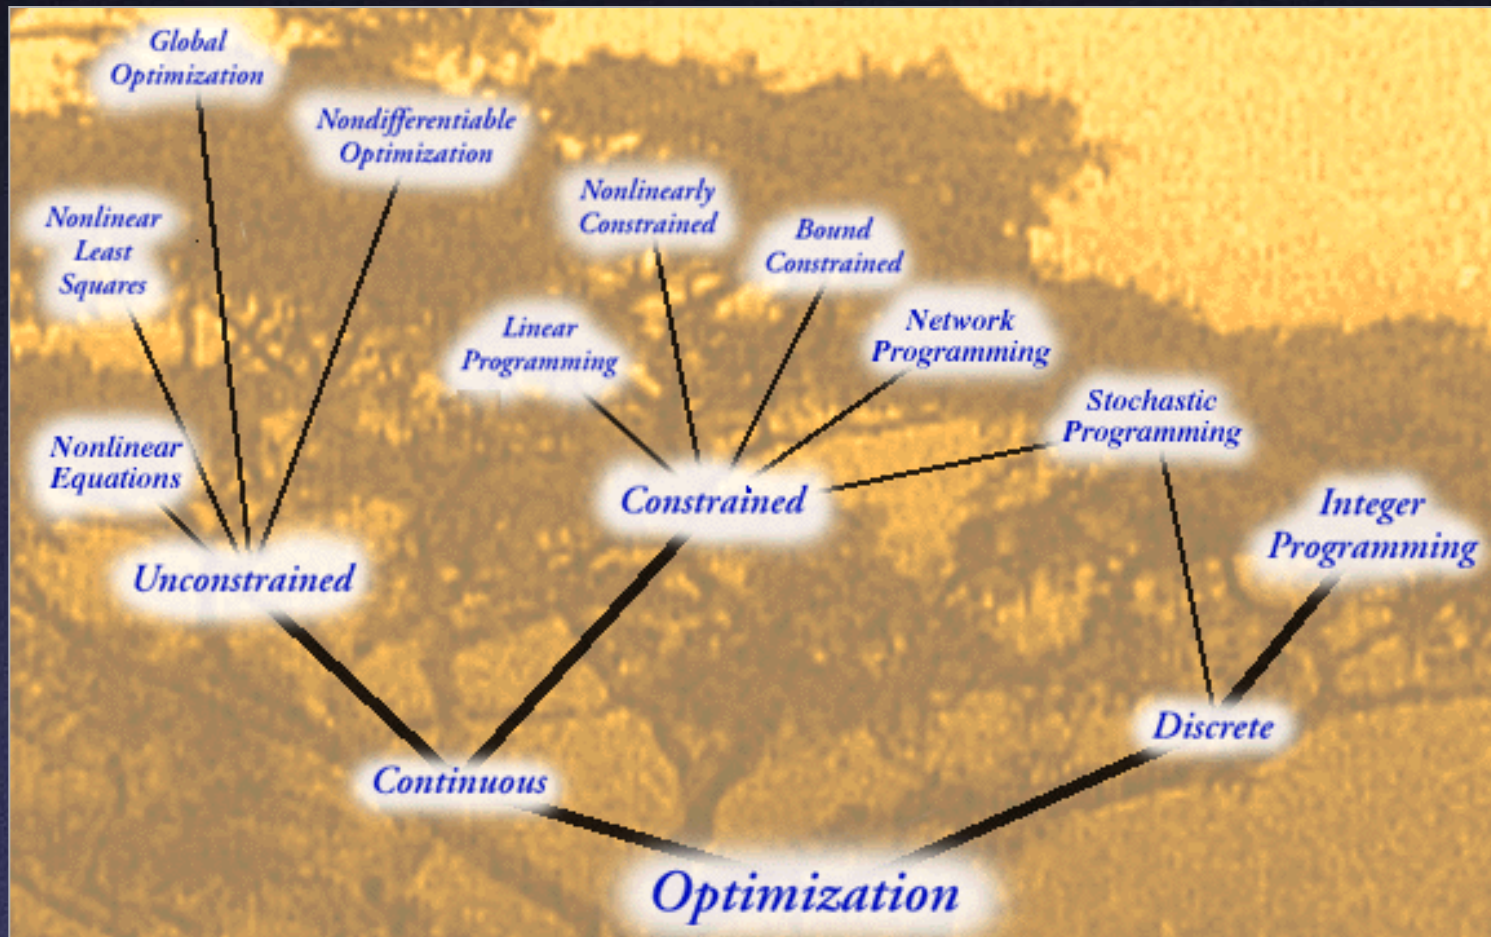 Global
Optimization
Nondifferentiable
Optimization
Nonlinear
Least
Squares
Nonlinearly
Constrained
Bound
Constrained
Linear
Programming
Network
Programming
Stochastic
Programming
Nonlinear
Equations
Constrained
Integer
Programming
Unconstrained
Discrete
Continuous
Optimization